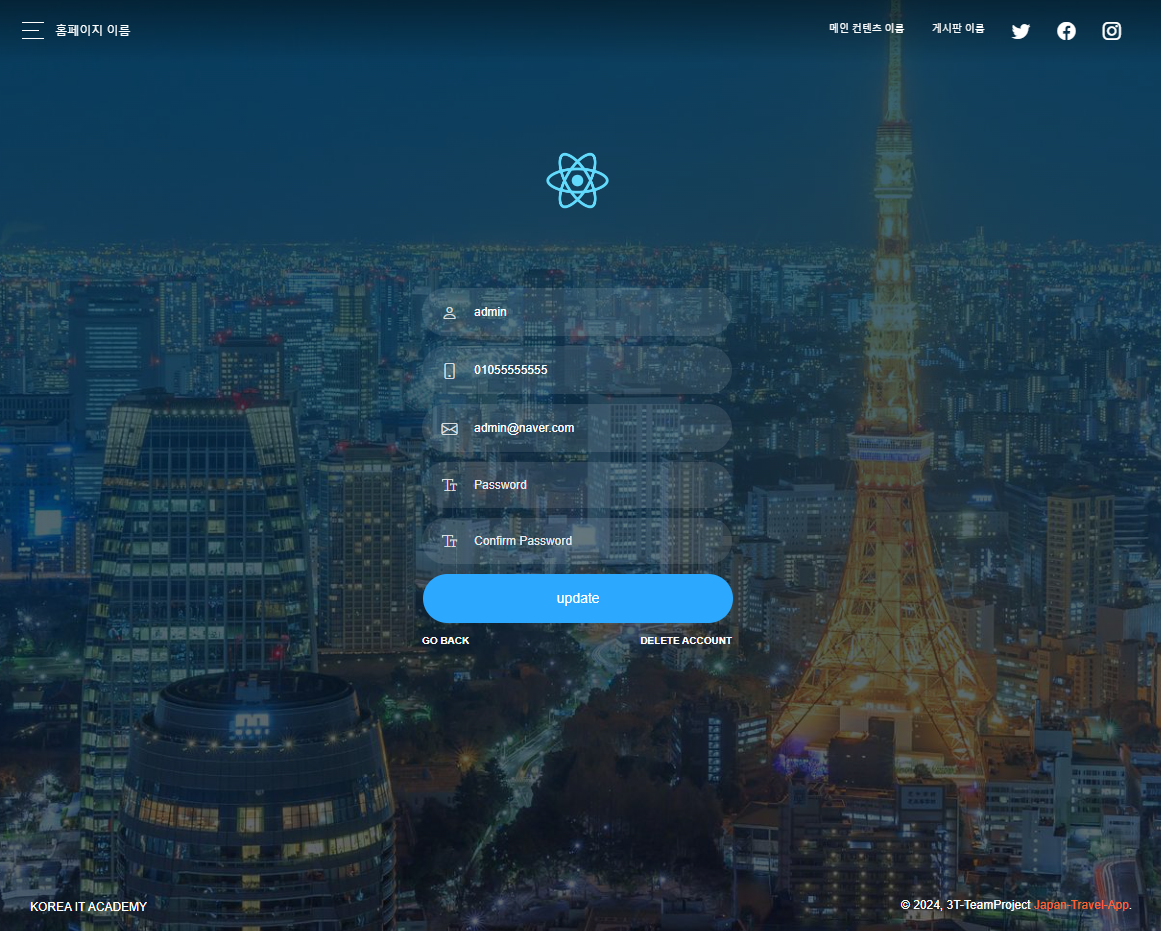 홈페이지 이름
메인 컨텐츠 이름
게시판 이름
admin
01055555555
admin@naver.com
Password
Confirm Password
update
GO BACK
DELETE ACCOUNT
KOREA IT ACADEMY
© 2024, 3T-TeamProject Japan-Travel-App.